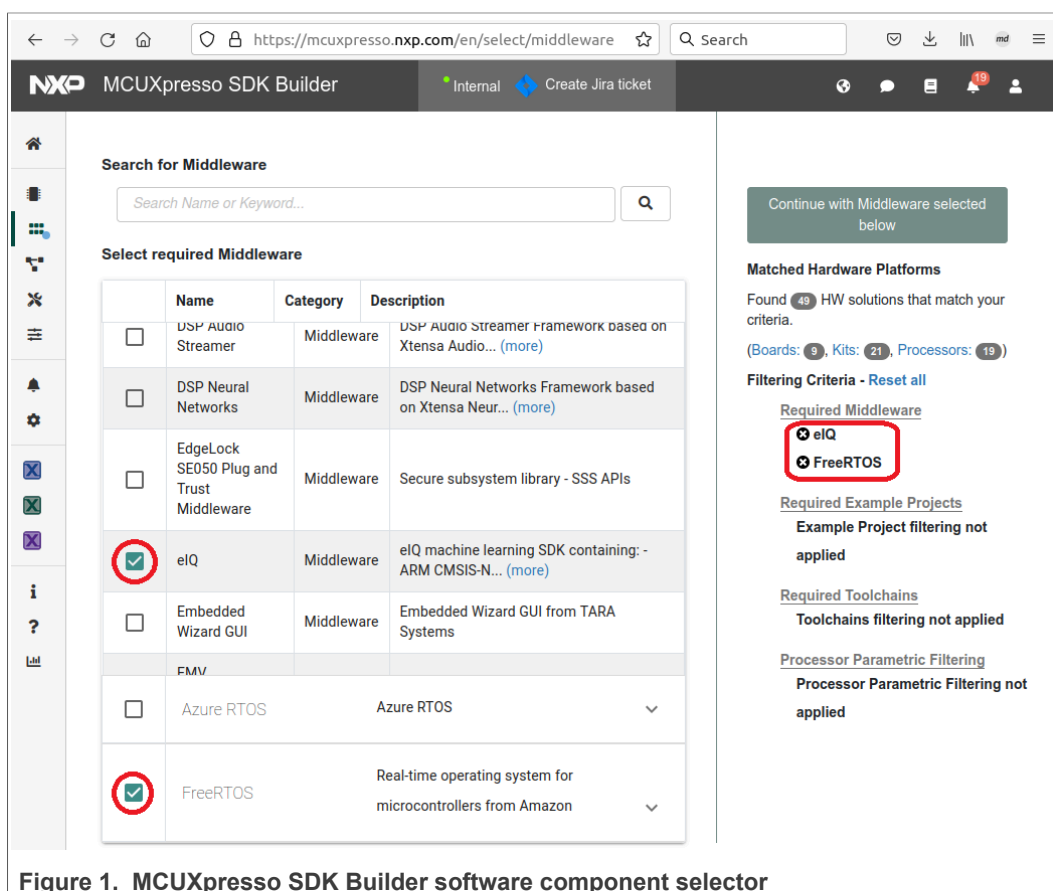 https://mcuxpresso.nxp.com/en/select/middleware
Search
md
NXP
MCUXpresso SDK Builder
Internal
Create Jira ticket
19
Search for Middleware
Search Name or Keyword...
Select required Middleware
Name
Category
Description
DSP Audio
Streamer
Middleware
DSP Audio Streamer Framework based on
Xtensa Audio... (more)
DSP Neural
Networks
Middleware
DSP Neural Networks Framework based
on Xtensa Neur... (more)
EdgeLock
SE050 Plug and
Trust
Middleware
Middleware
Secure subsystem library - SSS APIs
eIQ
Middleware
eIQ machine learning SDK containing: -
ARM CMSIS-N... (more)
Embedded
Wizard GUI
Middleware
Embedded Wizard GUI from TARA
Systems
EMV
Azure RTOS
Azure RTOS
FreeRTOS
Real-time operating system for
microcontrollers from Amazon
Continue with Middleware selected
below
Matched Hardware Platforms
Found 49 HW solutions that match your
criteria.
(Boards: 9, Kits: 21, Processors: 19)
Filtering Criteria - Reset all
Required Middleware
eIQ
FreeRTOS
Required Example Projects
Example Project filtering not
applied
Required Toolchains
Toolchains filtering not applied
Processor Parametric Filtering
Processor Parametric Filtering not
applied
Figure 1. MCUXpresso SDK Builder software component selector